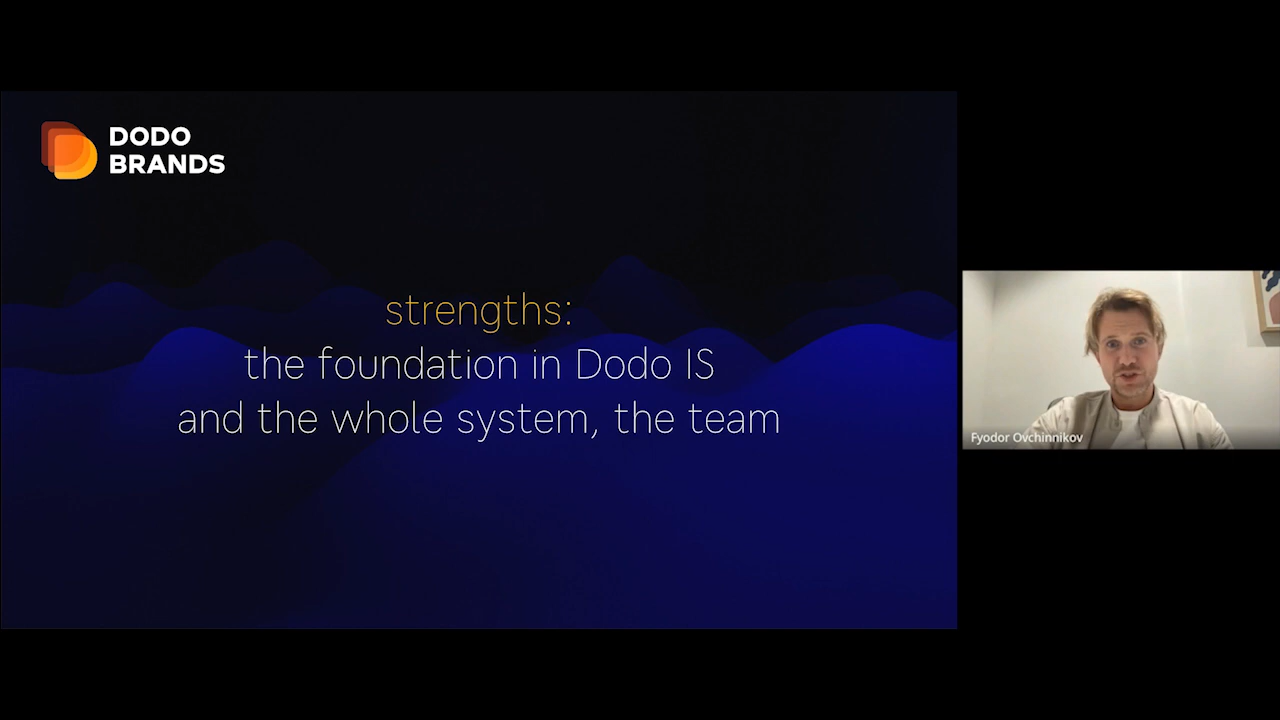 DODO
BRANDS
strengths:
the foundation in Dodo IS
and the whole system, the team
Fyodor Ovchinnikov